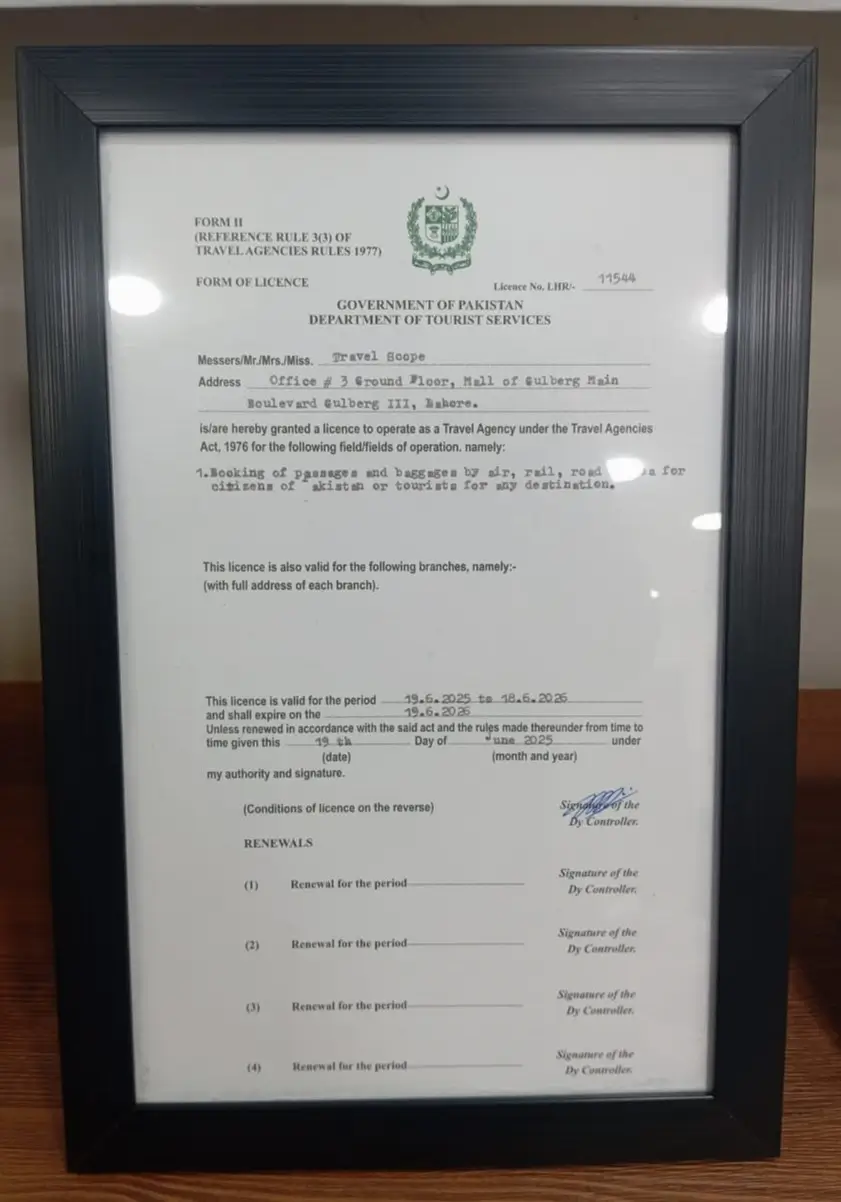 FORM II
(REFERENCE RULE 3(3) OF
TRAVEL AGENCIES RULES 1977)
FORM OF LICENCE
Licence No. LHR/- 11544
GOVERNMENT OF PAKISTAN
DEPARTMENT OF TOURIST SERVICES
Messers/Mr./Mrs./Miss. Travel Scope
Address Office # 3 Ground Floor, Mall of Gulberg Main
Boulevard Gulberg III, Lahore.
is/are hereby granted a licence to operate as a Travel Agency under the Travel Agencies
Act, 1976 for the following field/fields of operation. namely:
1.Booking of passages and baggages by air, rail, road for
citizens of akistan or tourists for any destination.
This licence is also valid for the following branches, namely:-
(with full address of each branch).
This licence is valid for the period 19.6.2025 to 18.6.2026
and shall expire on the 19.6.2026
Unless renewed in accordance with the said act and the rules made thereunder from time to
time given this 19 th Day of June 2025 under
(date) (month and year)
my authority and signature.
(Conditions of licence on the reverse)
Signature of the
Dy Controller.
RENEWALS
(1) Renewal for the period
Signature of the
Dy Controller.
(2) Renewal for the period
Signature of the
Dy Controller.
(3) Renewal for the period
Signature of the
Dy Controller.
(4) Renewal for the period
Signature of the
Dy Controller.